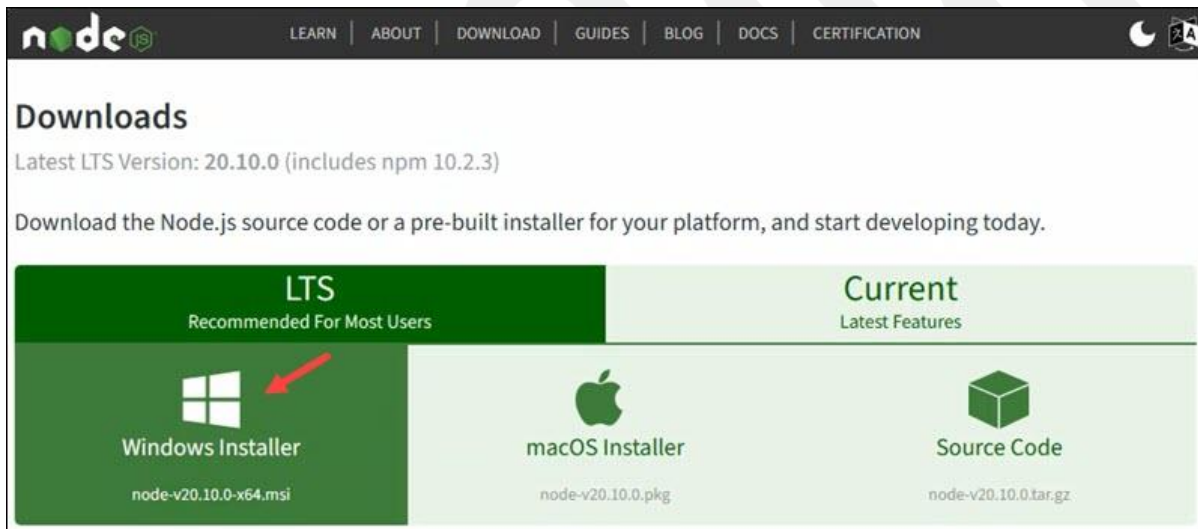 node JS
LEARN | ABOUT | DOWNLOAD | GUIDES | BLOG | DOCS | CERTIFICATION
Downloads
Latest LTS Version: 20.10.0 (includes npm 10.2.3)
Download the Node.js source code or a pre-built installer for your platform, and start developing today.
LTS
Recommended For Most Users
Current
Latest Features
Windows Installer
node-v20.10.0-x64.msi
macOS Installer
node-v20.10.0.pkg
Source Code
node-v20.10.0.tar.gz